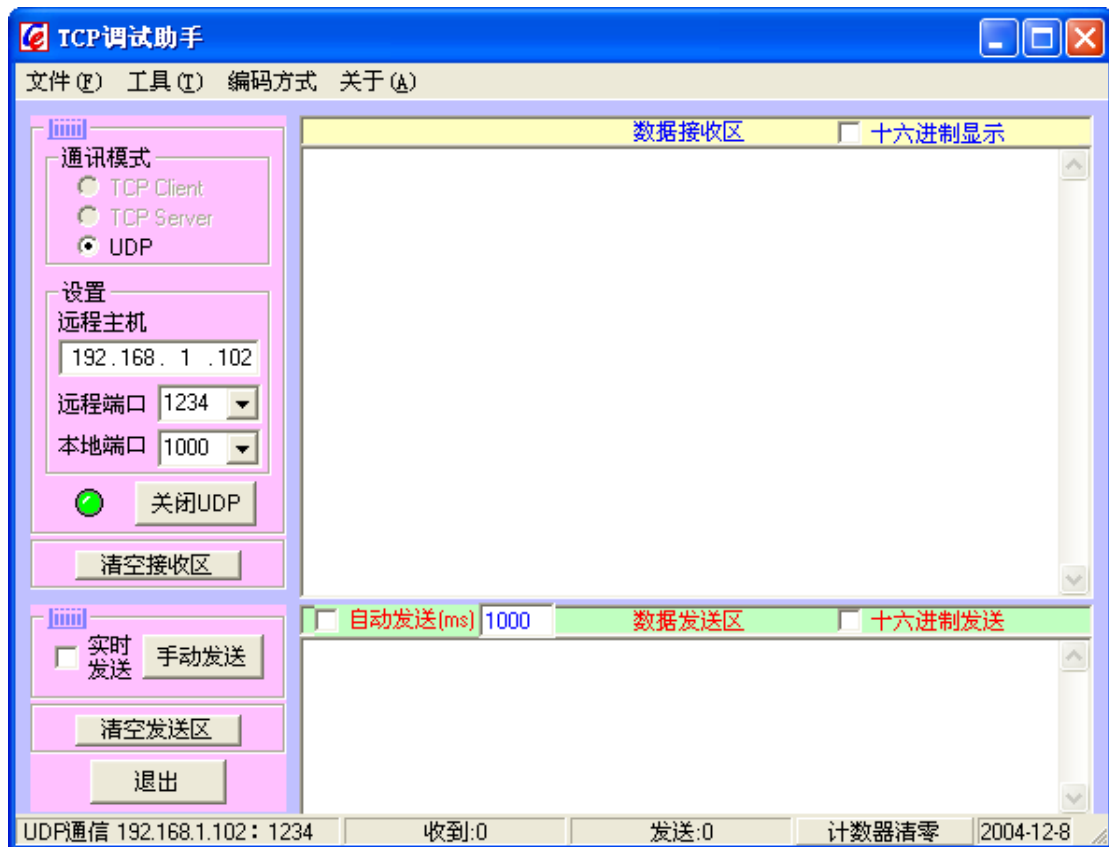 TCP调试助手
文件(F) 工具(T) 编码方式 关于(A)
通讯模式
TCP Client
TCP Server
UDP
设置
远程主机
192.168. 1 .102
远程端口 1234
本地端口 1000
关闭UDP
清空接收区
数据接收区 十六进制显示
自动发送(ms) 1000 数据发送区 十六进制发送
实时
发送
手动发送
清空发送区
退出
UDP通信 192.168.1.102：1234 收到:0 发送:0 计数器清零 2004-12-8